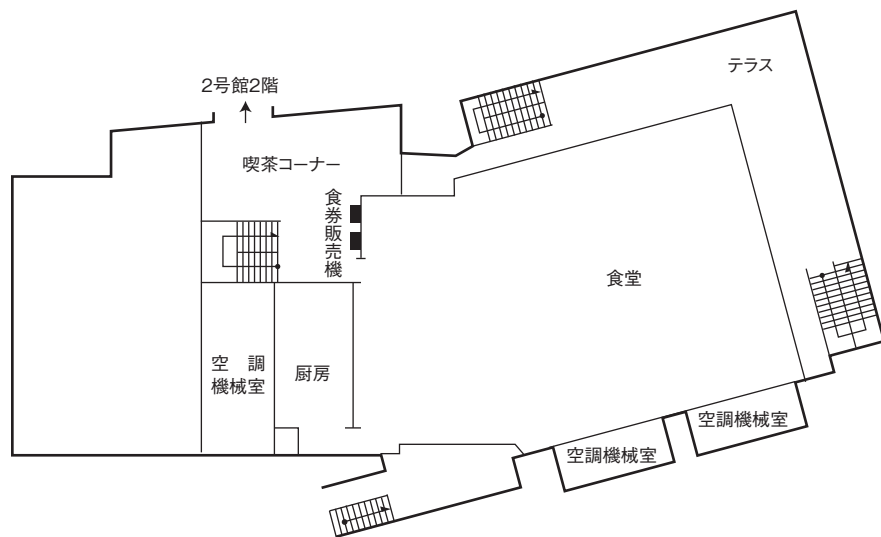 テラス
2号館2階
喫茶コーナー
食券販売機
食堂
空 調
機械室
厨房
空調機械室
空調機械室